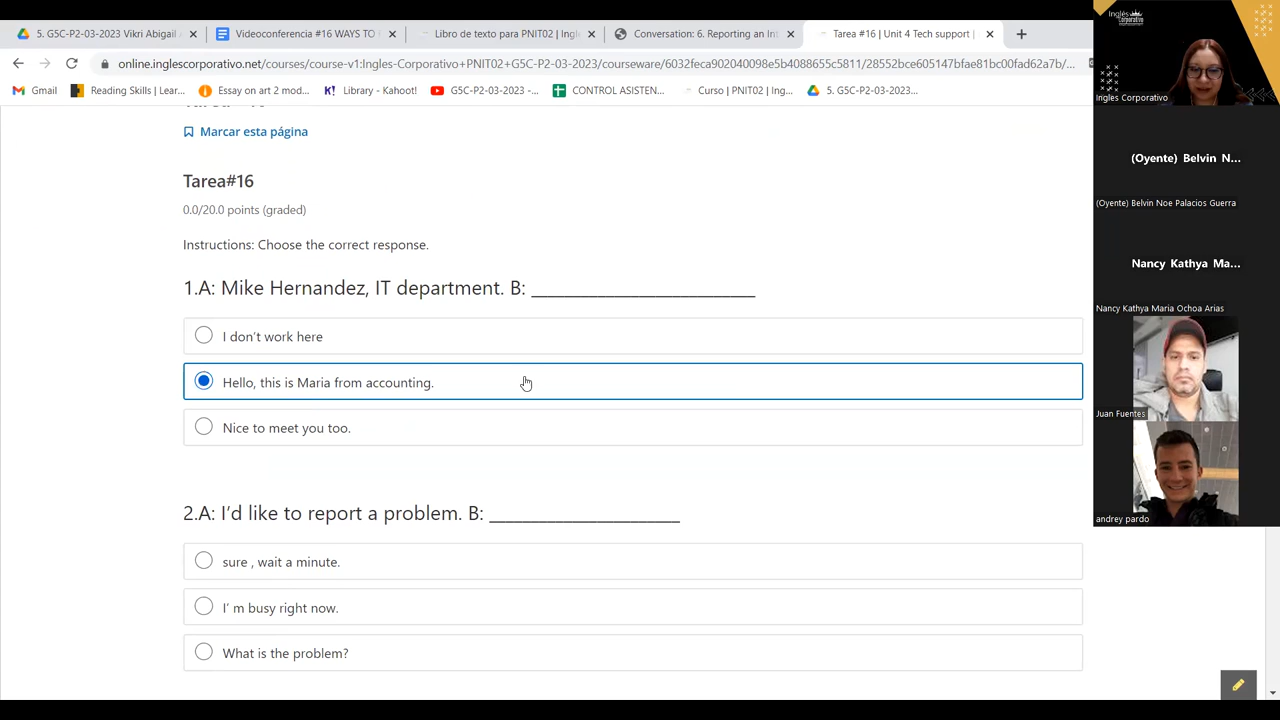 5. G5C-P2-03-2023 Vikri Abigail
Videoconferencia #16 WAYS TO
Libro de texto para PNIT02 | Ingl
Conversation: 6: Reporting an Int
Tarea #16 | Unit 4 Tech support |
online.inglescorporativo.net/courses/course-v1:Ingles-Corporativo+PNIT02+G5C-P2-03-2023/courseware/6032feca902040098e5b4088655c5811/28552bce605147bfae81bc00fad62a7b/...
Gmail
Reading Skills | Lear...
Essay on art 2 mod...
Library - Kahoot!
G5C-P2-03-2023 -...
CONTROL ASISTEN...
Curso | PNIT02 | Ing...
5. G5C-P2-03-2023...
Marcar esta página
Tarea#16
0.0/20.0 points (graded)
Instructions: Choose the correct response.
1.A: Mike Hernandez, IT department. B: __________________________
I don't work here
Hello, this is Maria from accounting.
Nice to meet you too.
2.A: I'd like to report a problem. B: _____________________
sure , wait a minute.
I' m busy right now.
What is the problem?
Inglés
Corporativo
Ingles Corporativo
(Oyente) Belvin N...
(Oyente) Belvin Noe Palacios Guerra
Nancy Kathya Ma...
Nancy Kathya Maria Ochoa Arias
Juan Fuentes
andrey pardo